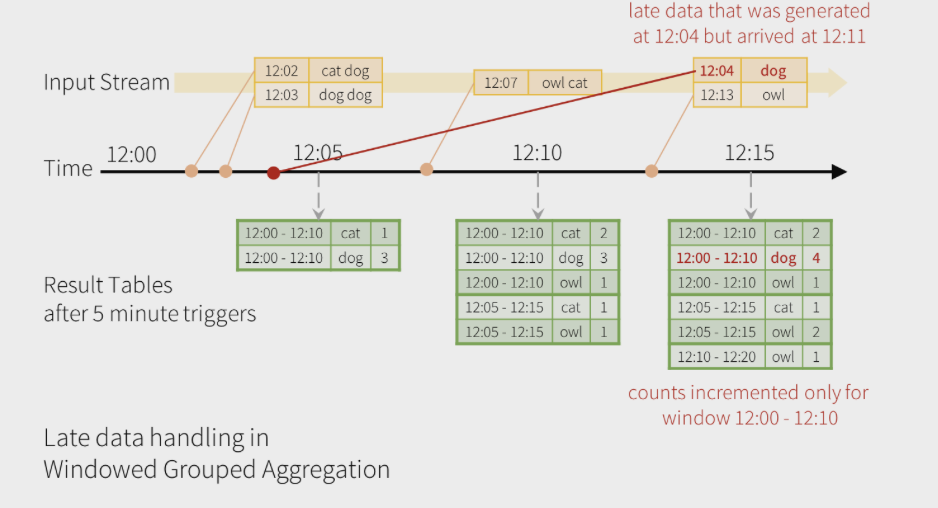 late data that was generated
at 12:04 but arrived at 12:11
Input Stream
12:02 cat dog
12:03 dog dog
12:07 owl cat
12:04 dog
12:13 owl
Time
12:00
12:05
12:10
12:15
12:00 - 12:10 cat 1
12:00 - 12:10 dog 3
12:00 - 12:10 cat 2
12:00 - 12:10 dog 3
12:00 - 12:10 owl 1
12:05 - 12:15 cat 1
12:05 - 12:15 owl 1
12:00 - 12:10 cat 2
12:00 - 12:10 dog 4
12:00 - 12:10 owl 1
12:05 - 12:15 cat 1
12:05 - 12:15 owl 2
12:10 - 12:20 owl 1
Result Tables
after 5 minute triggers
counts incremented only for
window 12:00 - 12:10
Late data handling in
Windowed Grouped Aggregation